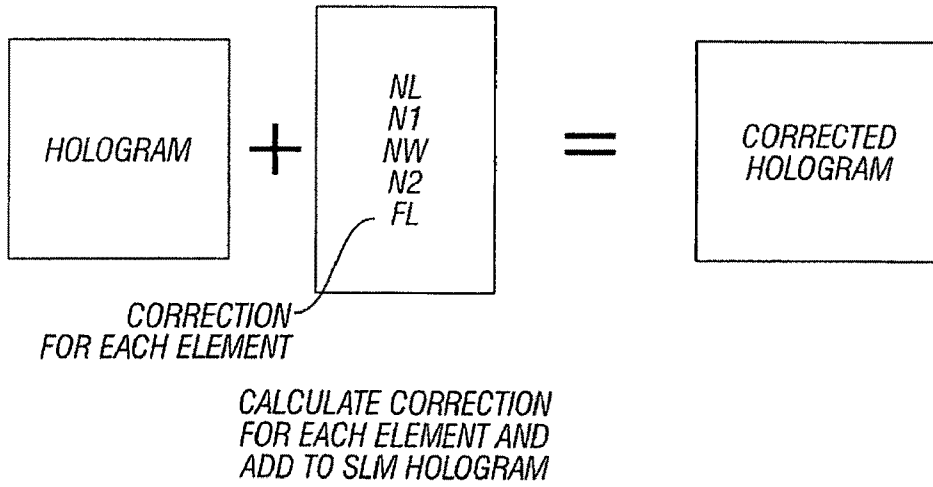 HOLOGRAM
+
NL
N1
NW
N2
FL
=
CORRECTED
HOLOGRAM
CORRECTION
FOR EACH ELEMENT
CALCULATE CORRECTION
FOR EACH ELEMENT AND
ADD TO SLM HOLOGRAM